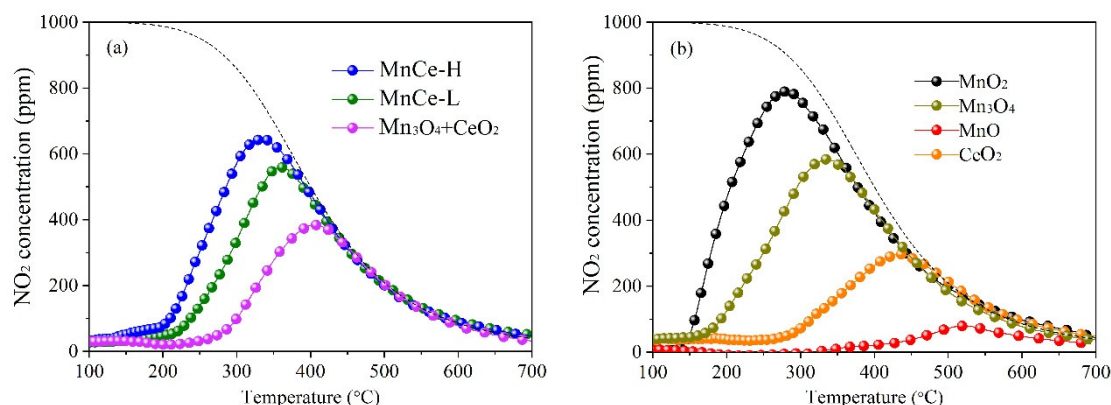 (a)
NO₂ concentration (ppm)
1000
800
600
400
200
0
MnCe-H
MnCe-L
Mn₃O₄+CeO₂
100 200 300 400 500 600 700
Temperature (°C)
(b)
NO₂ concentration (ppm)
1000
800
600
400
200
0
MnO₂
Mn₃O₄
MnO
CeO₂
100 200 300 400 500 600 700
Temperature (°C)